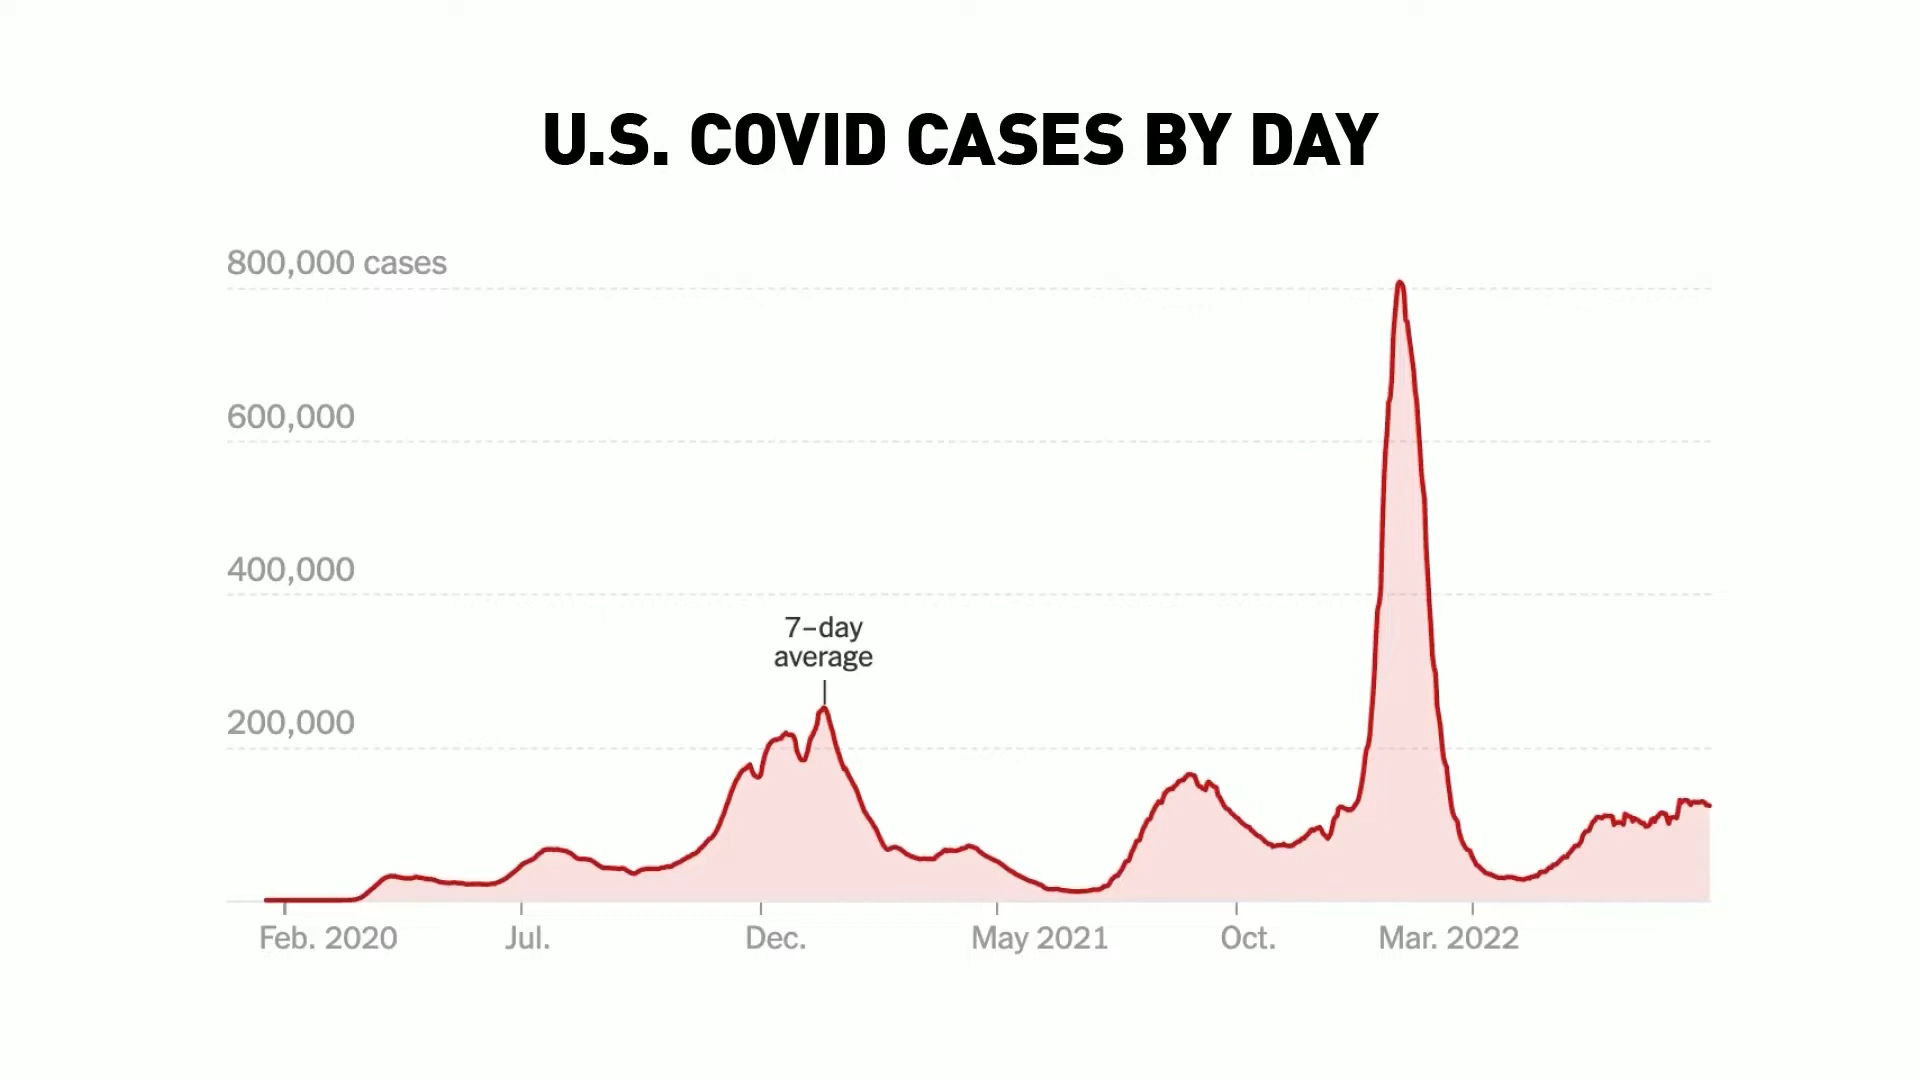 U.S. COVID CASES BY DAY
800,000 cases
600,000
400,000
7-day
average
200,000
Feb. 2020 Jul. Dec. May 2021 Oct. Mar. 2022